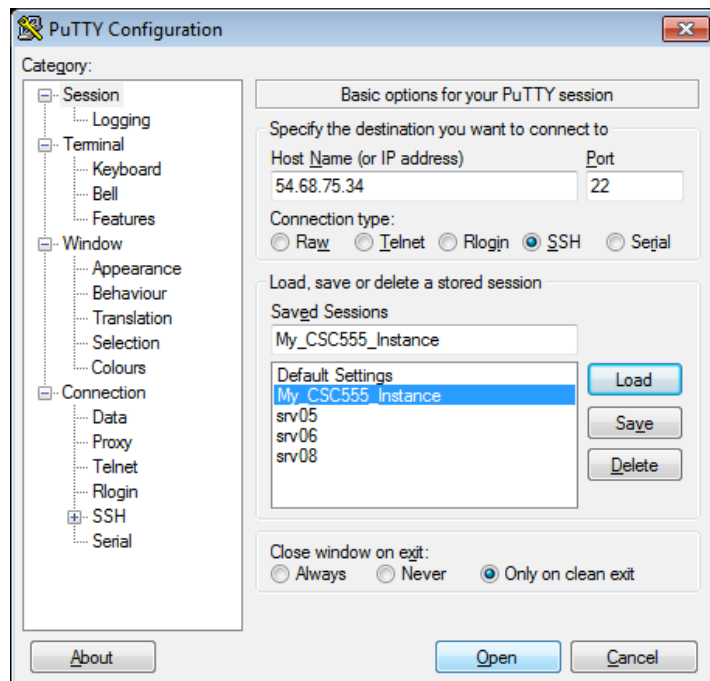 PuTTY Configuration
Category:
Session
Logging
Terminal
Keyboard
Bell
Features
Window
Appearance
Behaviour
Translation
Selection
Colours
Connection
Data
Proxy
Telnet
Rlogin
SSH
Serial
Basic options for your PuTTY session
Specify the destination you want to connect to
Host Name (or IP address) Port
54.68.75.34 22
Connection type:
Raw Telnet Rlogin SSH Serial
Load, save or delete a stored session
Saved Sessions
My_CSC555_Instance
Default Settings
My_CSC555_Instance
srv05
srv06
srv08
Load
Save
Delete
Close window on exit:
Always Never Only on clean exit
About Open Cancel